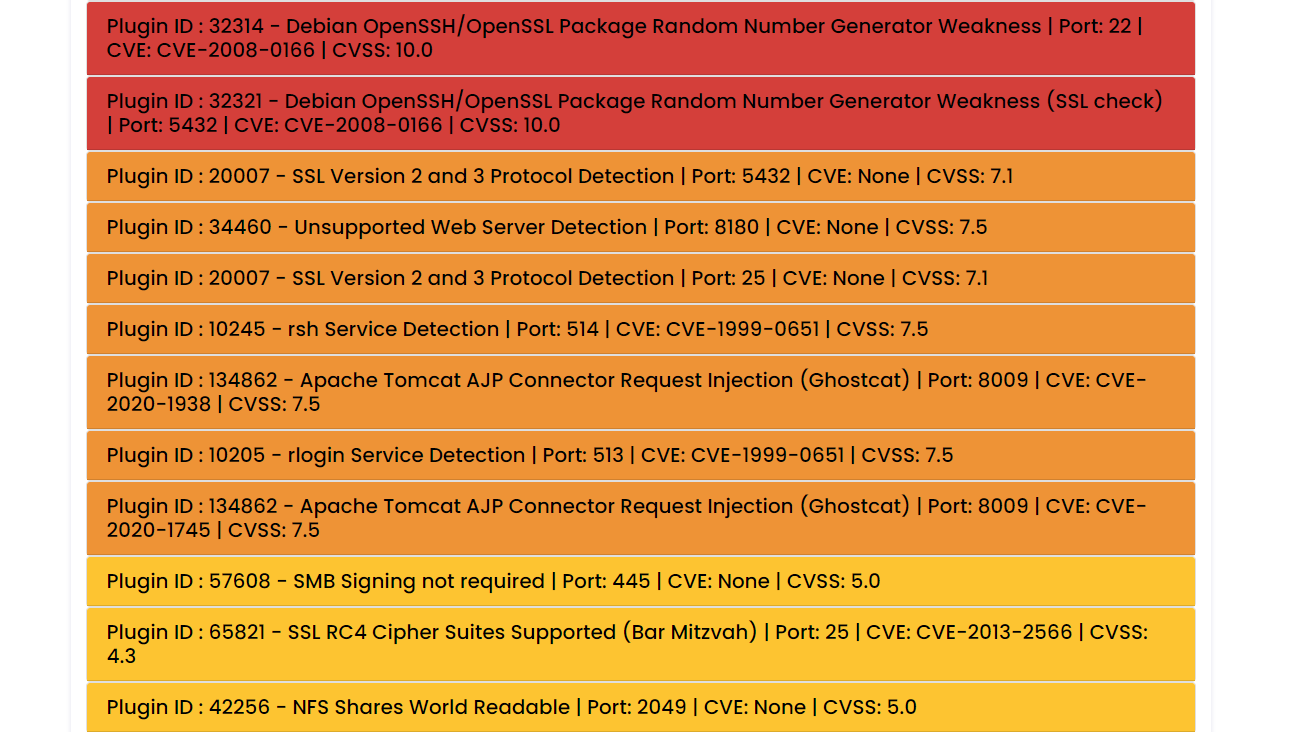 Plugin ID : 32314 - Debian OpenSSH/OpenSSL Package Random Number Generator Weakness | Port: 22 |
CVE: CVE-2008-0166 | CVSS: 10.0
Plugin ID : 32321 - Debian OpenSSH/OpenSSL Package Random Number Generator Weakness (SSL check)
| Port: 5432 | CVE: CVE-2008-0166 | CVSS: 10.0
Plugin ID : 20007 - SSL Version 2 and 3 Protocol Detection | Port: 5432 | CVE: None | CVSS: 7.1
Plugin ID : 34460 - Unsupported Web Server Detection | Port: 8180 | CVE: None | CVSS: 7.5
Plugin ID : 20007 - SSL Version 2 and 3 Protocol Detection | Port: 25 | CVE: None | CVSS: 7.1
Plugin ID : 10245 - rsh Service Detection | Port: 514 | CVE: CVE-1999-0651 | CVSS: 7.5
Plugin ID : 134862 - Apache Tomcat AJP Connector Request Injection (Ghostcat) | Port: 8009 | CVE: CVE-
2020-1938 | CVSS: 7.5
Plugin ID : 10205 - rlogin Service Detection | Port: 513 | CVE: CVE-1999-0651 | CVSS: 7.5
Plugin ID : 134862 - Apache Tomcat AJP Connector Request Injection (Ghostcat) | Port: 8009 | CVE: CVE-
2020-1745 | CVSS: 7.5
Plugin ID : 57608 - SMB Signing not required | Port: 445 | CVE: None | CVSS: 5.0
Plugin ID : 65821 - SSL RC4 Cipher Suites Supported (Bar Mitzvah) | Port: 25 | CVE: CVE-2013-2566 | CVSS:
4.3
Plugin ID : 42256 - NFS Shares World Readable | Port: 2049 | CVE: None | CVSS: 5.0